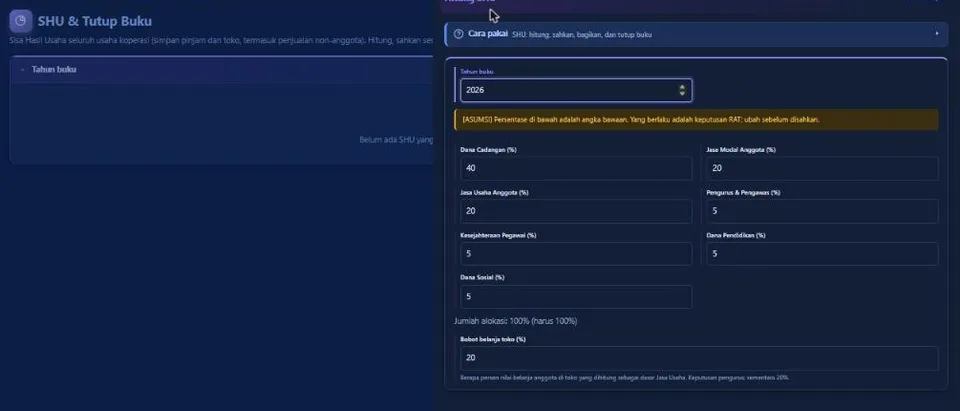 SHU & Tutup Buku
Sisa Hasil Usaha seluruh usaha koperasi (simpan pinjam dan toko, termasuk penjualan non-anggota). Hitung, sahkan
Tahun buku
Belum ada SHU yang
Cara pakai SHU: hitung, sahkan, bagikan, dan tutup buku
Tahun buku
2026
[ASUMSI] Persentase di bawah adalah angka bawaan. Yang berlaku adalah keputusan RAT; ubah sebelum disahkan.
Dana Cadangan (%)
Jasa Modal Anggota (%)
40
20
Jasa Usaha Anggota (%)
Pengurus & Pengawas (%)
20
5
Kesejahteraan Pegawai (%)
Dana Pendidikan (%)
5
5
Dana Sosial (%)
5
Jumlah alokasi: 100% (harus 100%)
Bobot belanja toko (%)
20
Berapa persen nilai belanja anggota di toko yang dihitung sebagai dasar Jasa Usaha. Keputusan pengurus; sementara 20%.